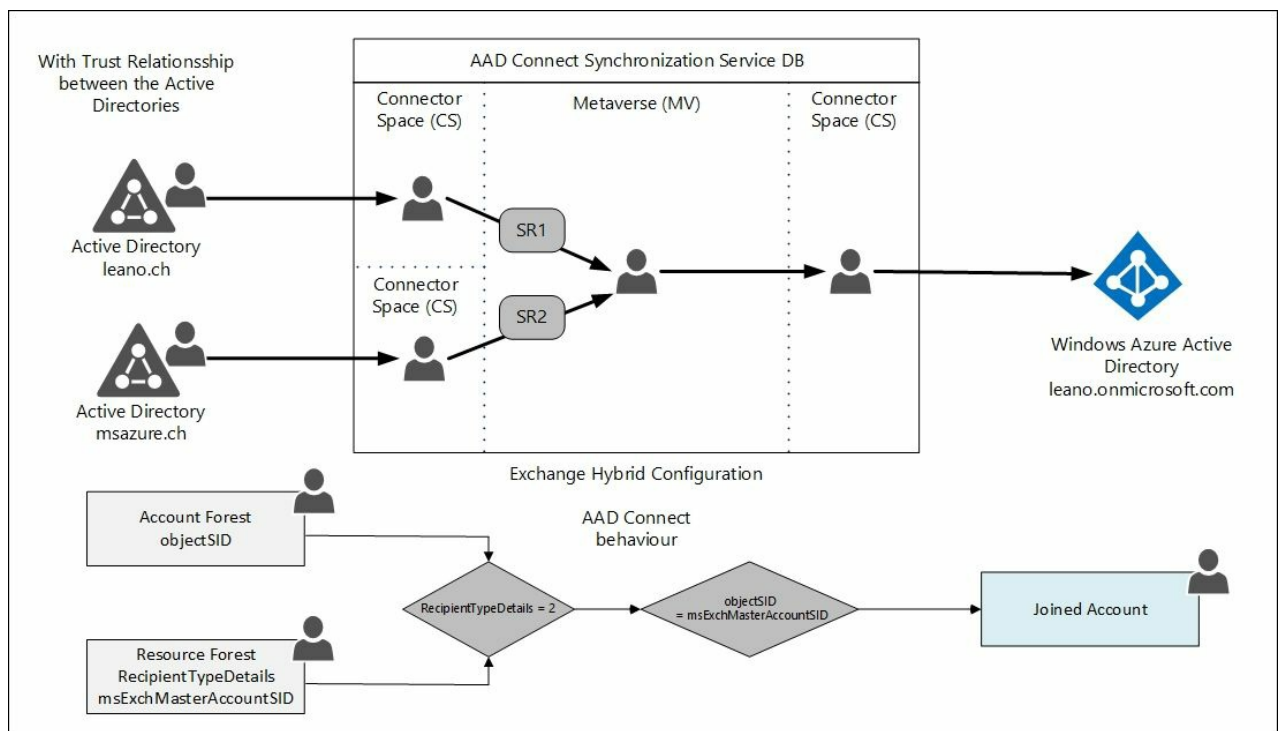 With Trust Relationsship
between the Active
Directories
AAD Connect Synchronization Service DB
Connector
Space (CS)
Metaverse (MV)
Connector
Space (CS)
Active Directory
leano.ch
SR1
Connector
Space (CS)
SR2
Active Directory
msazure.ch
Windows Azure Active
Directory
leano.onmicrosoft.com
Exchange Hybrid Configuration
Account Forest
objectSID
AAD Connect
behaviour
RecipientTypeDetails = 2
objectSID
= msExchMasterAccountSID
Joined Account
Resource Forest
RecipientTypeDetails
msExchMasterAccountSID